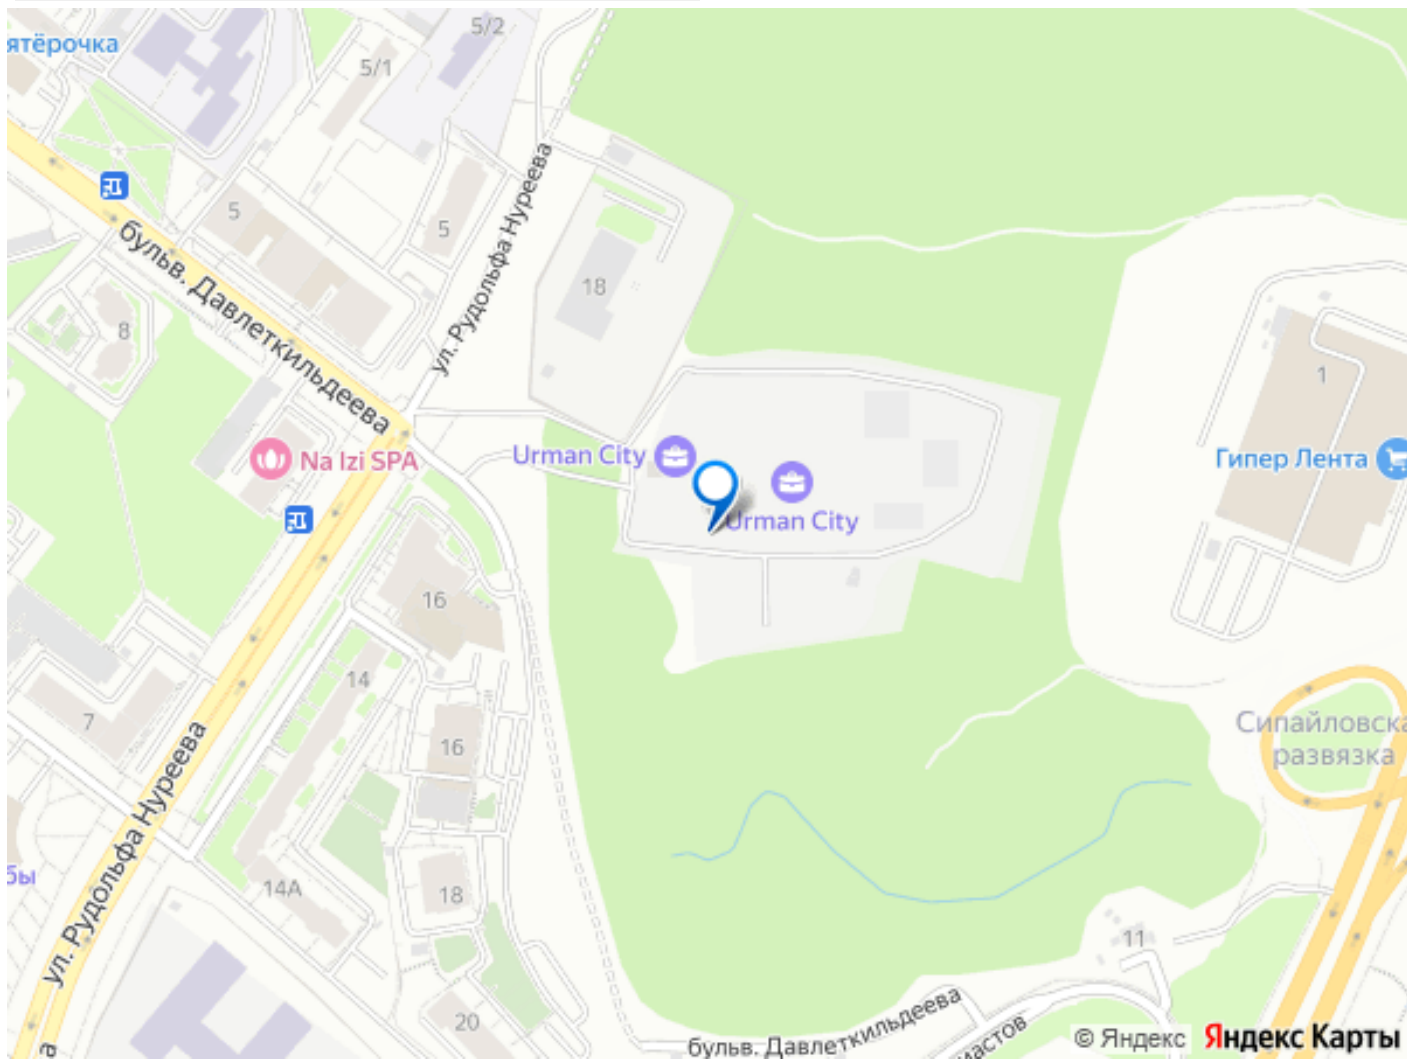 5/2
ятёрочка
5/1
ул. Рудольфа Нуреева
5
5
бульв. Давлеткильдеева
18
8
1
Urman City
Na Izi SPA
Гипер Лента
Urman City
16
14
7
Сипайловска
развязка
16
ул. Рудольфа Нуреева
бы
14А
18
11
20
бульв. Давлеткильдеева
иастов
а
© Яндекс Яндекс Карты